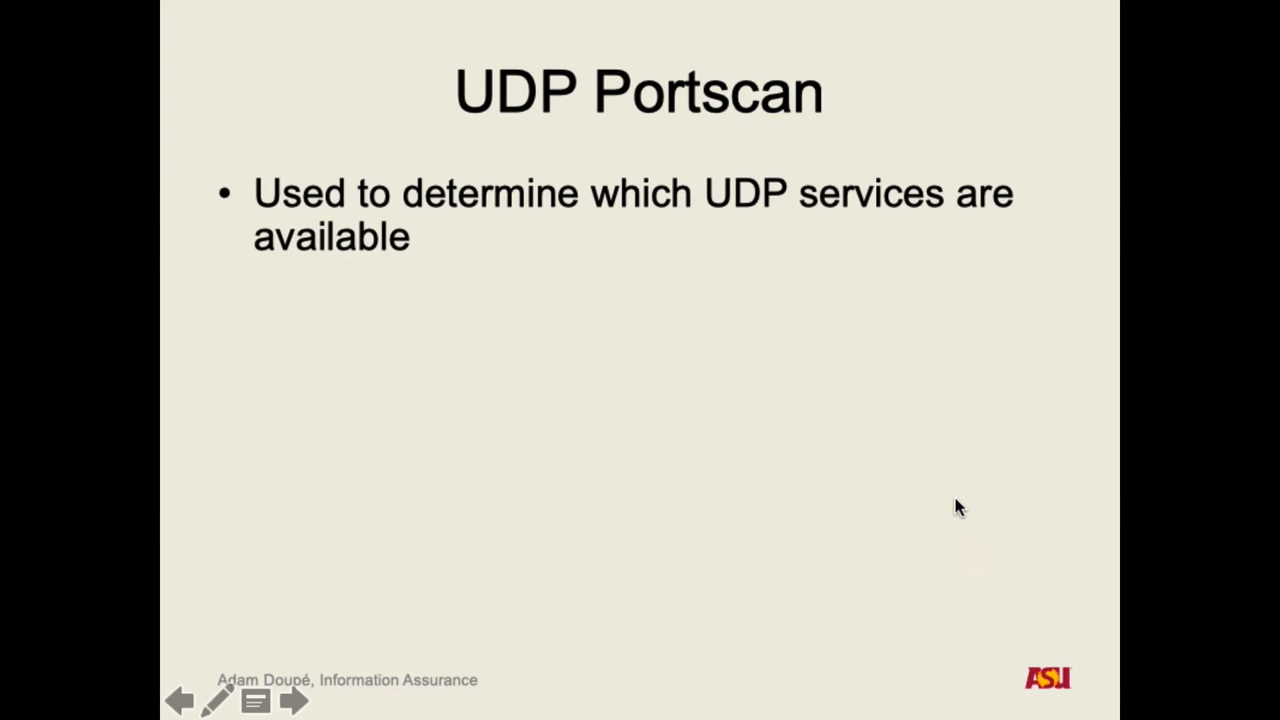 UDP Portscan
• Used to determine which UDP services are
available
Adam Doupé, Information Assurance
ASU